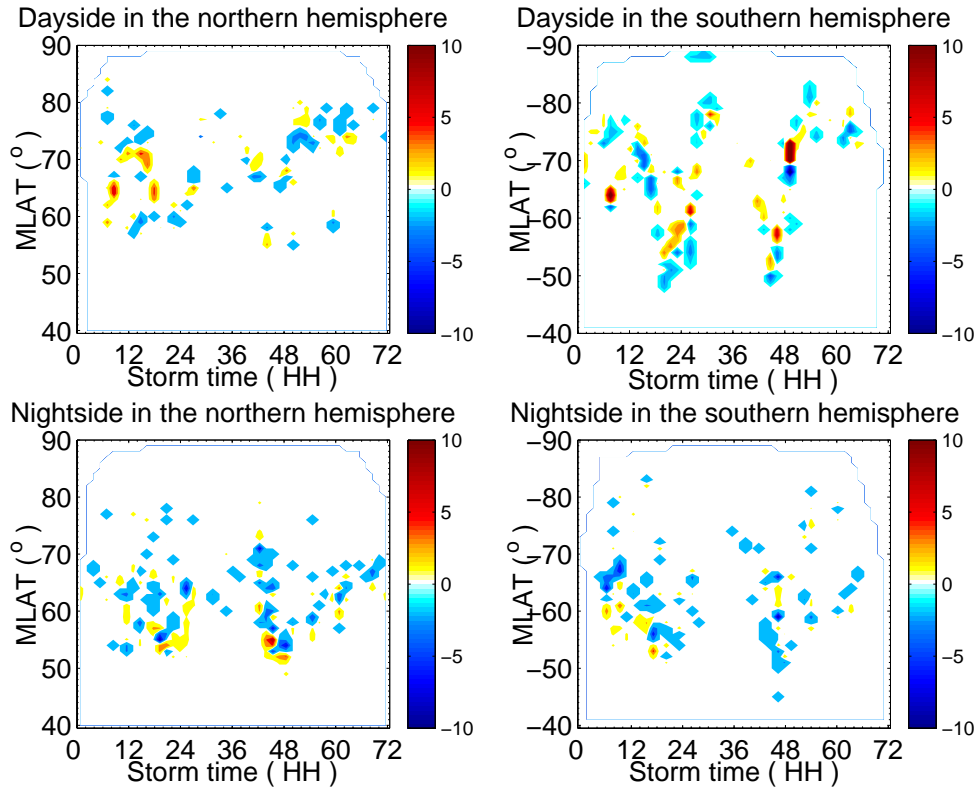 Dayside in the northern hemisphere
90
80
70
60
50
40
MLAT ( o )
0 12 24 36 48 60 72
Storm time ( HH )
10
5
0
−5
−10
Dayside in the southern hemisphere
−90
−80
−70
−60
−50
−40
MLAT ( o )
0 12 24 36 48 60 72
Storm time ( HH )
10
5
0
−5
−10
Nightside in the northern hemisphere
90
80
70
60
50
40
MLAT ( o )
0 12 24 36 48 60 72
Storm time ( HH )
10
5
0
−5
−10
Nightside in the southern hemisphere
−90
−80
−70
−60
−50
−40
MLAT ( o )
0 12 24 36 48 60 72
Storm time ( HH )
10
5
0
−5
−10